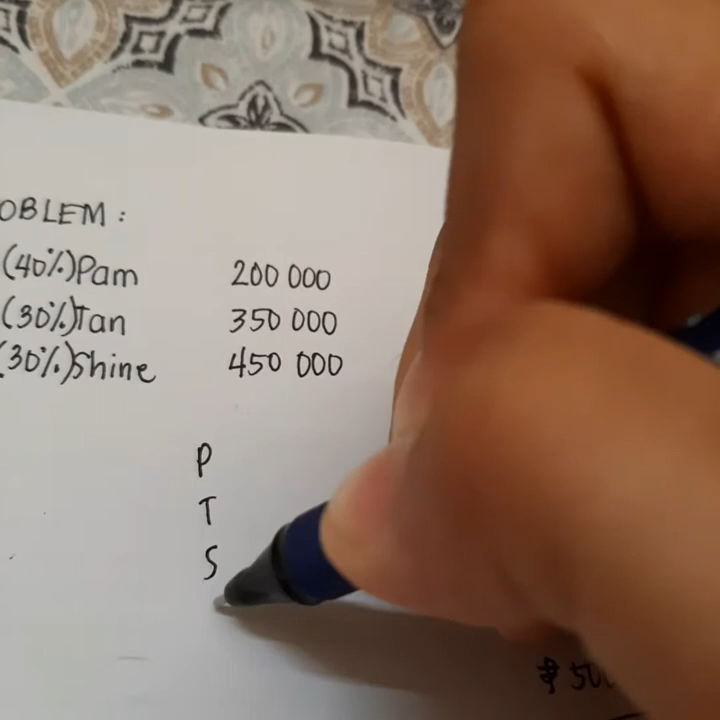 OBLEM :
(40%)Pam 200 000
(30%)Tan 350 000
(30%)Shine 450 000
P
T
S